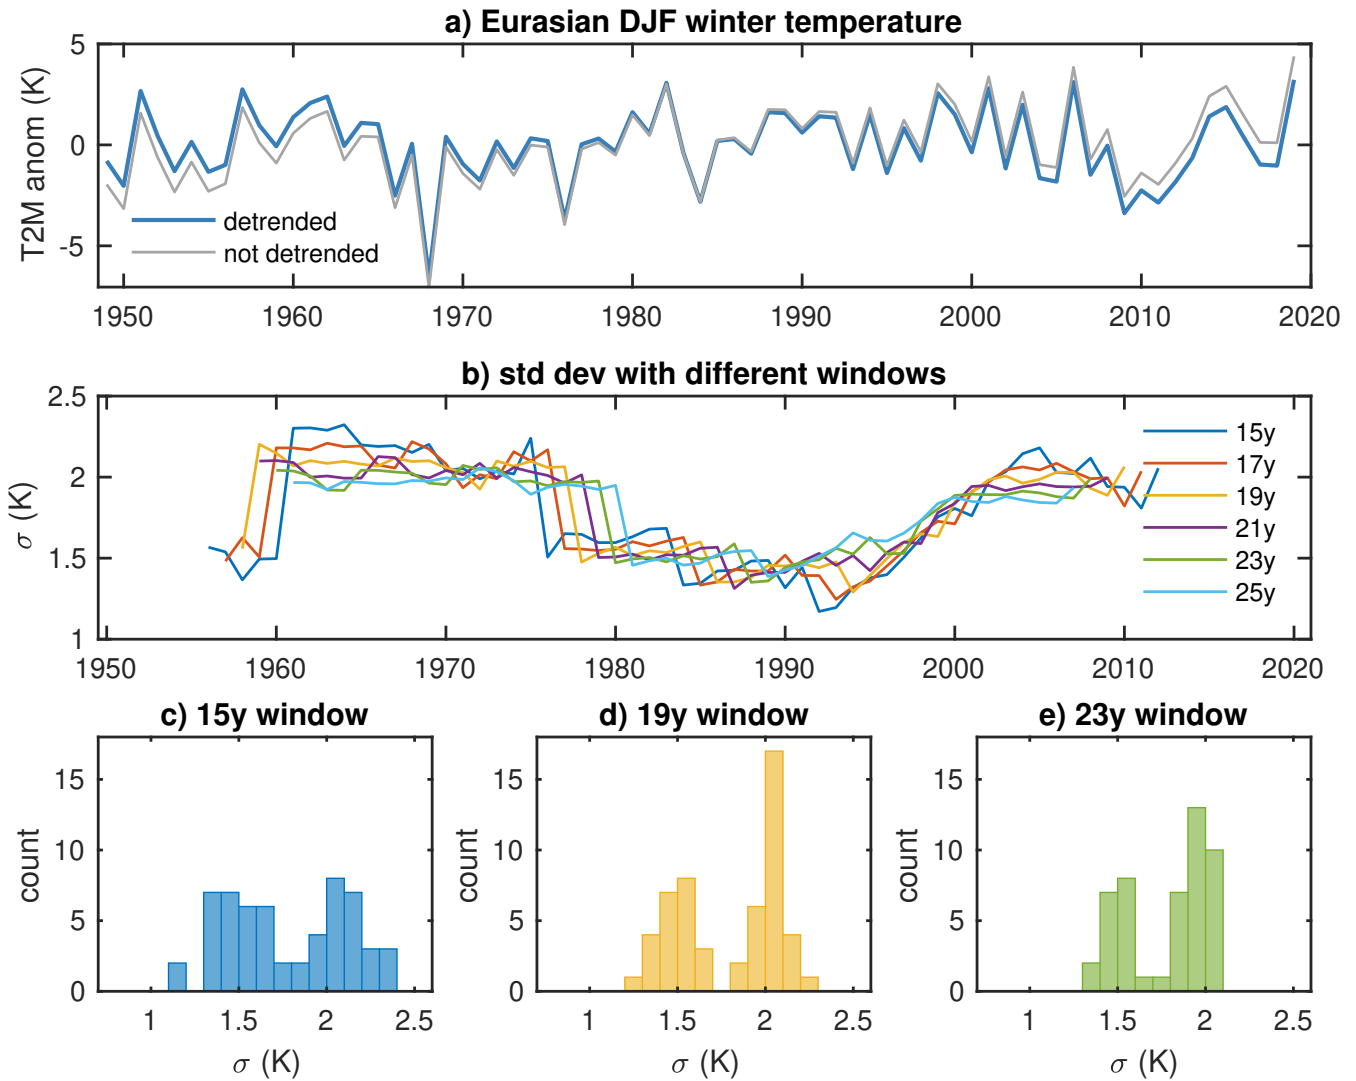 a) Eurasian DJF winter temperature
T2M anom (K)
5
0
-5
detrended
not detrended
1950 1960 1970 1980 1990 2000 2010 2020
b) std dev with different windows
σ (K)
2.5
2
1.5
1
15y
17y
19y
21y
23y
25y
1950 1960 1970 1980 1990 2000 2010 2020
c) 15y window
count
15
10
5
0
1 1.5 2 2.5
σ (K)
d) 19y window
count
15
10
5
0
1 1.5 2 2.5
σ (K)
e) 23y window
count
15
10
5
0
1 1.5 2 2.5
σ (K)